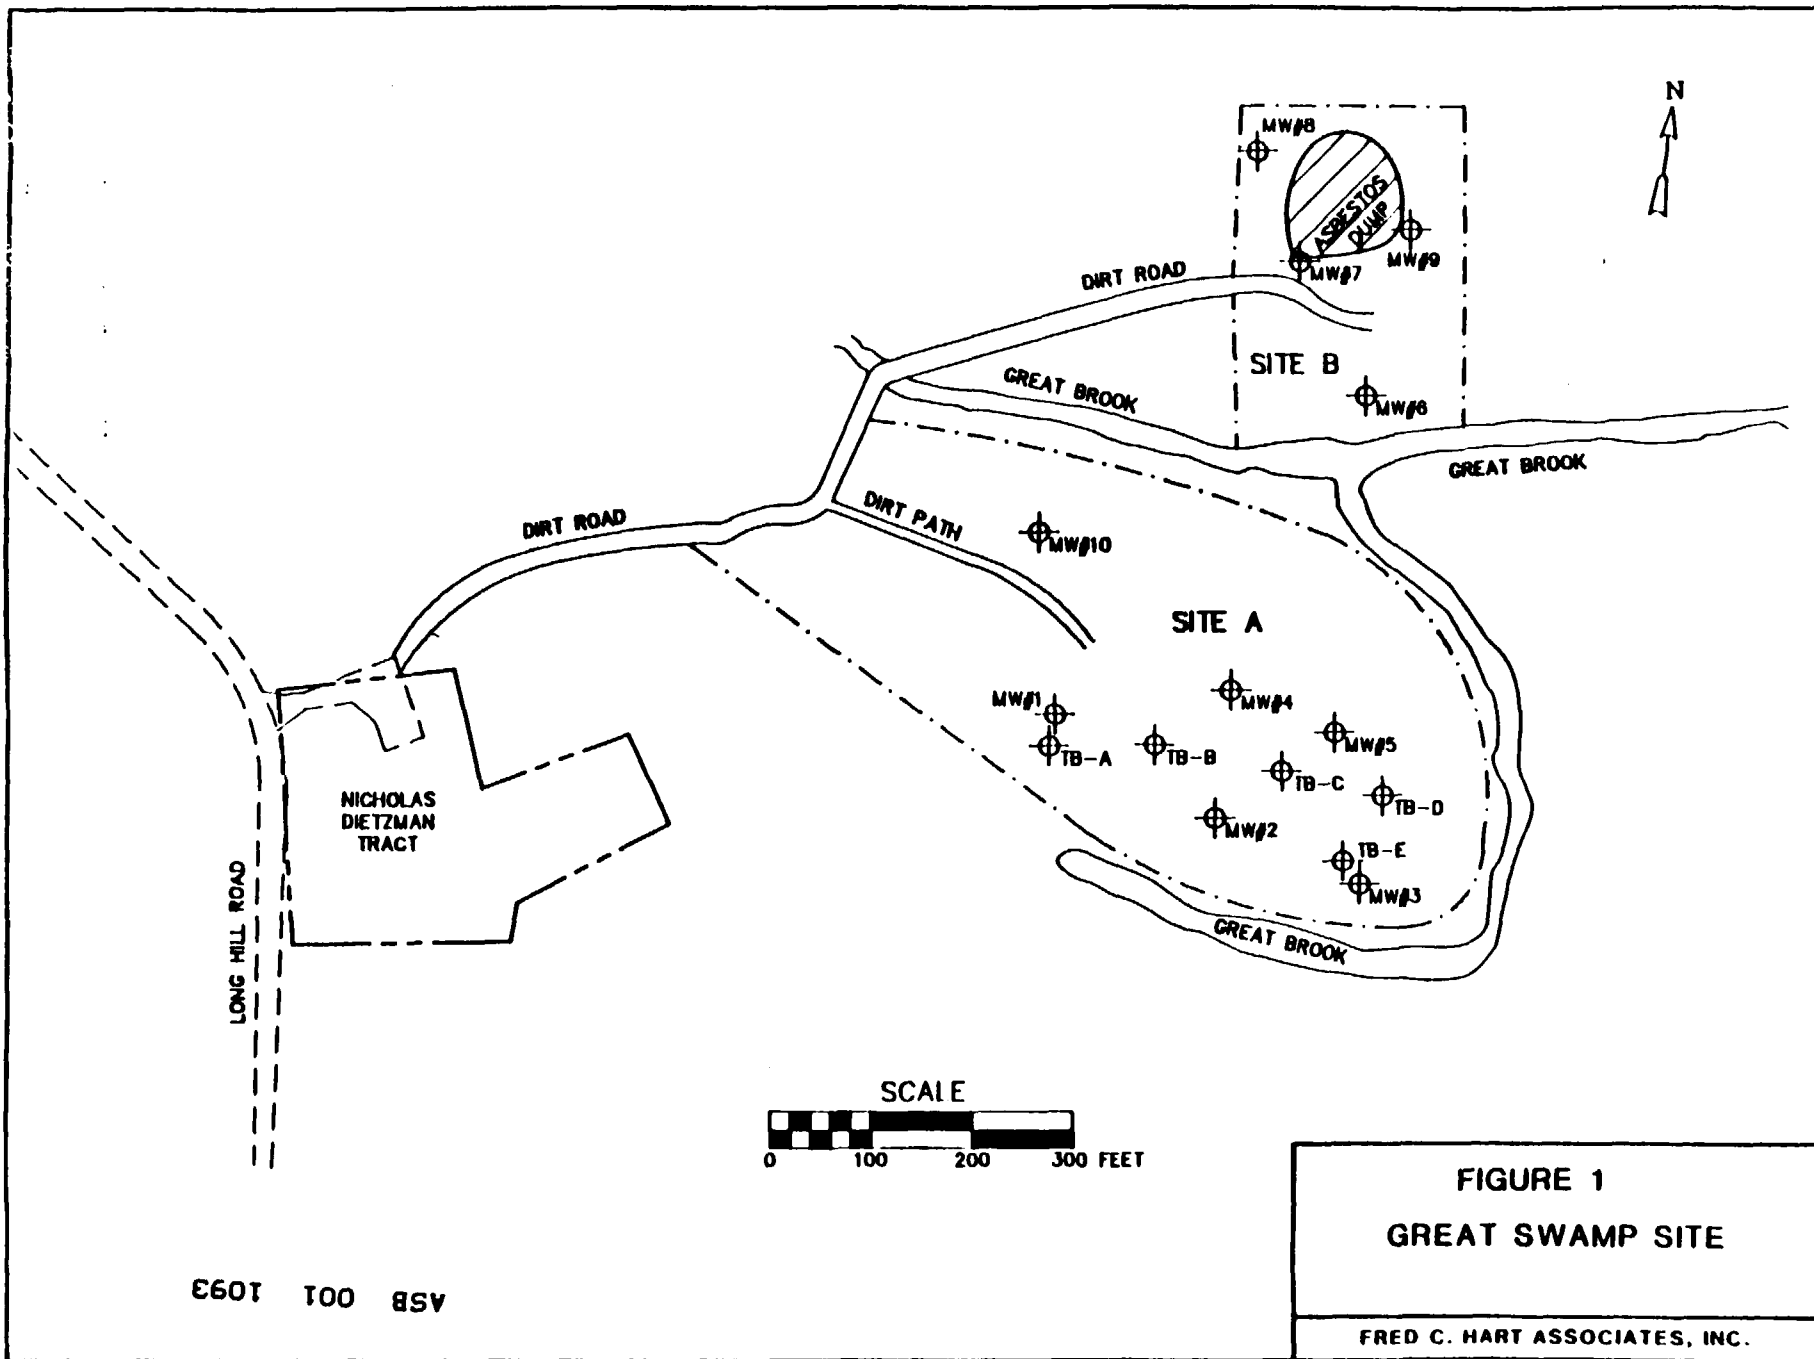 N
MW#8
ASBESTOS
DUMP
MW#9
MW#7
DIRT ROAD
SITE B
GREAT BROOK
MW#6
GREAT BROOK
DIRT ROAD
DIRT PATH
MW#10
SITE A
MW#4
MW#1
MW#5
TB-A
TB-B
TB-C
TB-D
MW#2
TB-E
MW#3
GREAT BROOK
NICHOLAS
DIETZMAN
TRACT
LONG HILL ROAD
SCALE
0 100 200 300 FEET
FIGURE 1
GREAT SWAMP SITE
FRED C. HART ASSOCIATES, INC.
ASB 001 1093